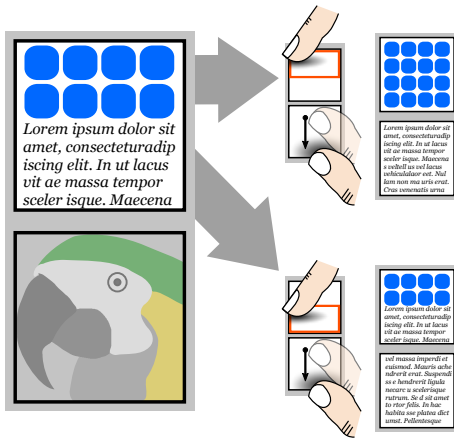 Lorem ipsum dolor sit
amet, consecteturadip
iscing elit. In ut lacus
vit ae massa tempor
sceler isque. Maecena
Lorem ipsum dolor sit
amet, consecteturadip
iscing elit. In ut lacus
vit ae massa tempor
sceler isque. Maecena
s veltell us vel lacus
vehiculalaor eet. Nul
lam non ma uris erat.
Cras venenatis urna
Lorem ipsum dolor sit
amet, consecteturadip
iscing elit. In ut lacus
vit ae massa tempor
sceler isque. Maecena
vel massa imperdi et
euismod. Mauris ache
ndrerit erat. Suspendi
ss e hendrerit ligula
necarc u scelerisque
rutrum. Se d sit amet
to rtor felis. In hac
habita sse platea dict
umst. Pellentesque